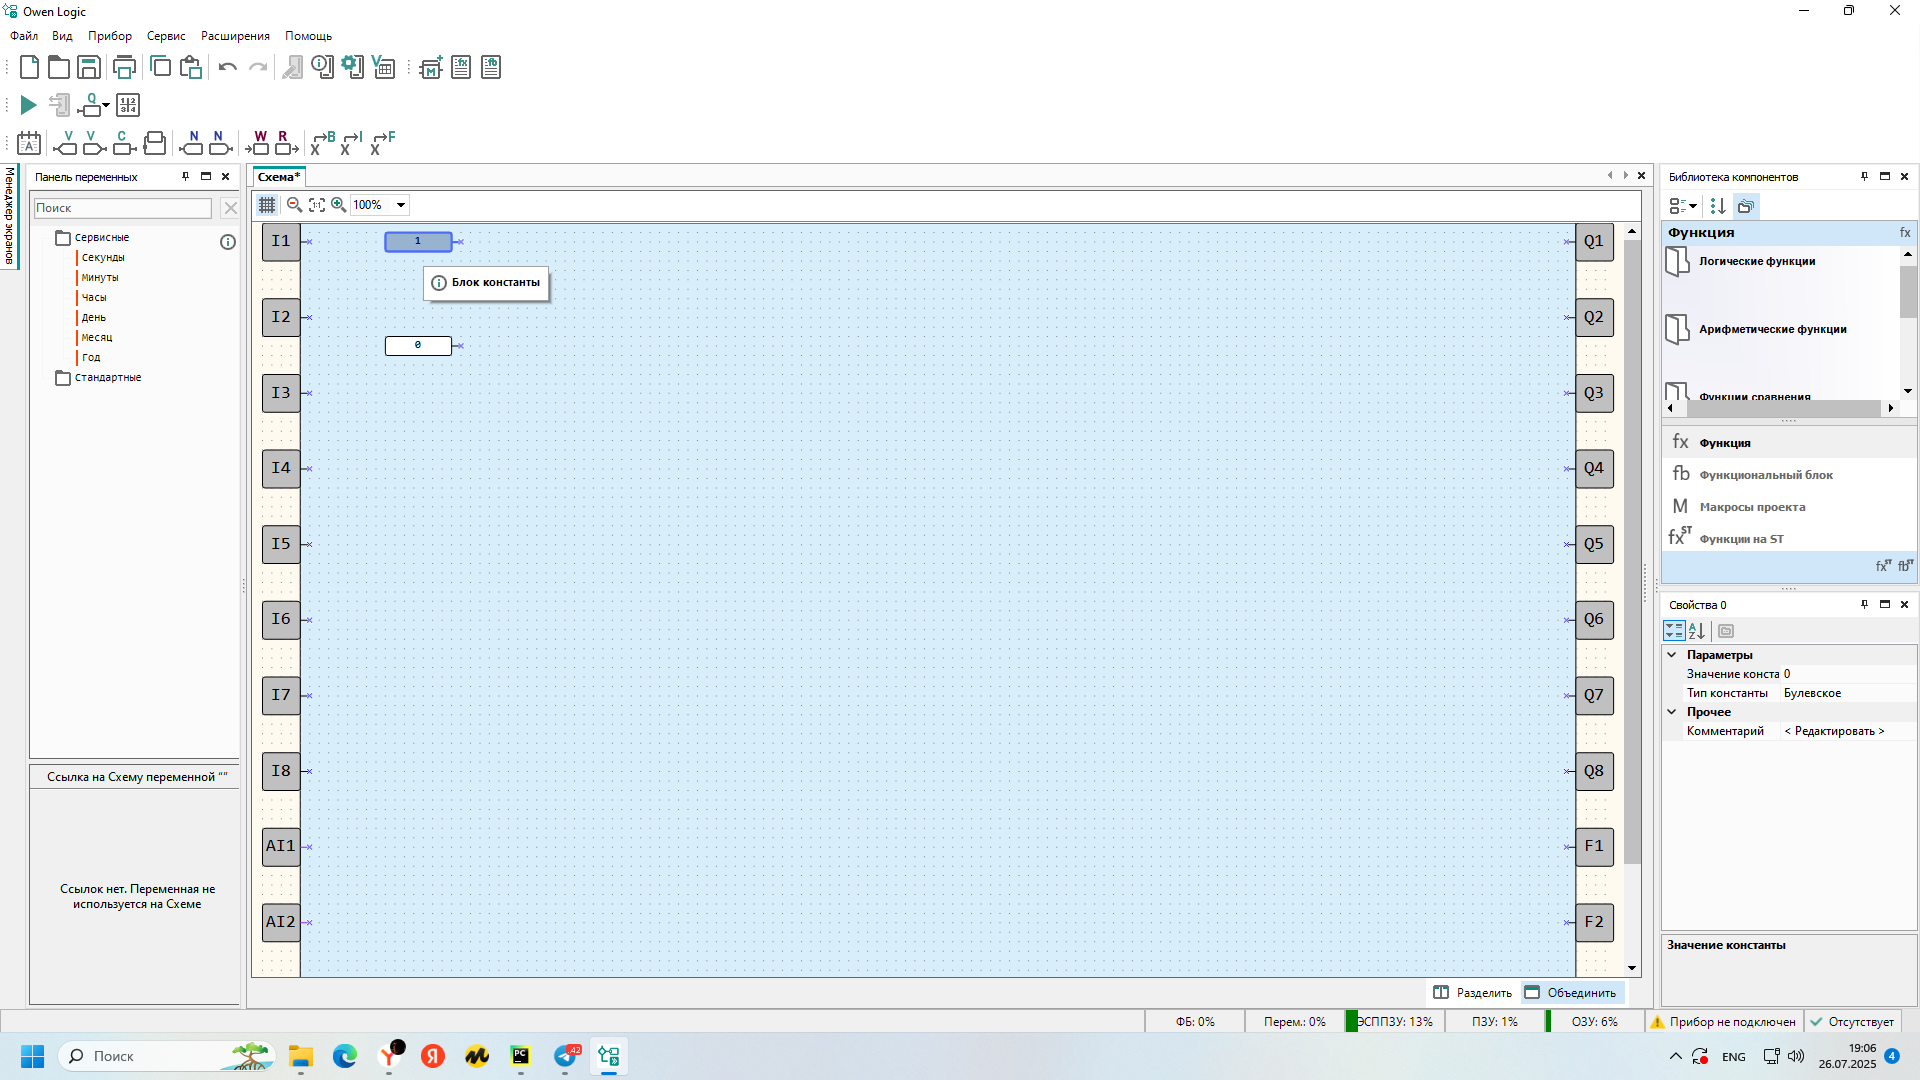 Owen Logic
Файл Вид Прибор Сервис Расширения Помощь
Менеджер экранов
Панель переменных
Поиск
Сервисные
Секунды
Минуты
Часы
День
Месяц
Год
Стандартные
Ссылка на Схему переменной ""
Ссылок нет. Переменная не
используется на Схеме
Схема*
100%
I1
I2
I3
I4
I5
I6
I7
I8
AI1
AI2
1
Блок константы
0
Q1
Q2
Q3
Q4
Q5
Q6
Q7
Q8
F1
F2
Разделить Объединить
Библиотека компонентов
Функция fx
Логические функции
Арифметические функции
Функции сравнения
fx Функция
fb Функциональный блок
M Макросы проекта
fxST Функции на ST
fxST fbST
Свойства 0
Параметры
Значение конста 0
Тип константы Булевское
Прочее
Комментарий < Редактировать >
Значение константы
ФБ: 0% Перем.: 0% ЭСППЗУ: 13% ПЗУ: 1% ОЗУ: 6% Прибор не подключен Отсутствует
Поиск
ENG
19:06
26.07.2025
4